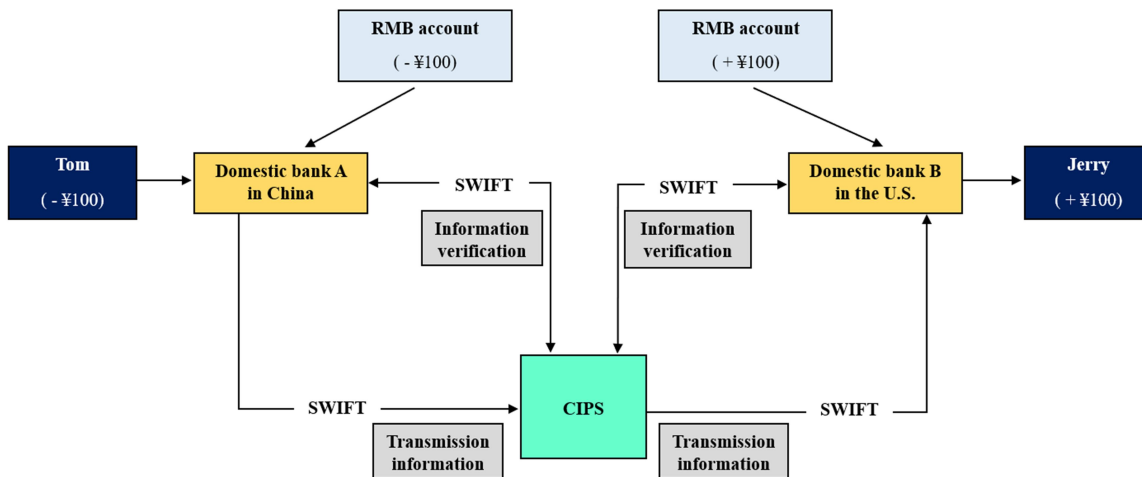 RMB account
( - ¥100)
RMB account
( + ¥100)
Tom
( - ¥100)
Domestic bank A
in China
SWIFT
SWIFT
Domestic bank B
in the U.S.
Jerry
( + ¥100)
Information
verification
Information
verification
SWIFT
CIPS
SWIFT
Transmission
information
Transmission
information